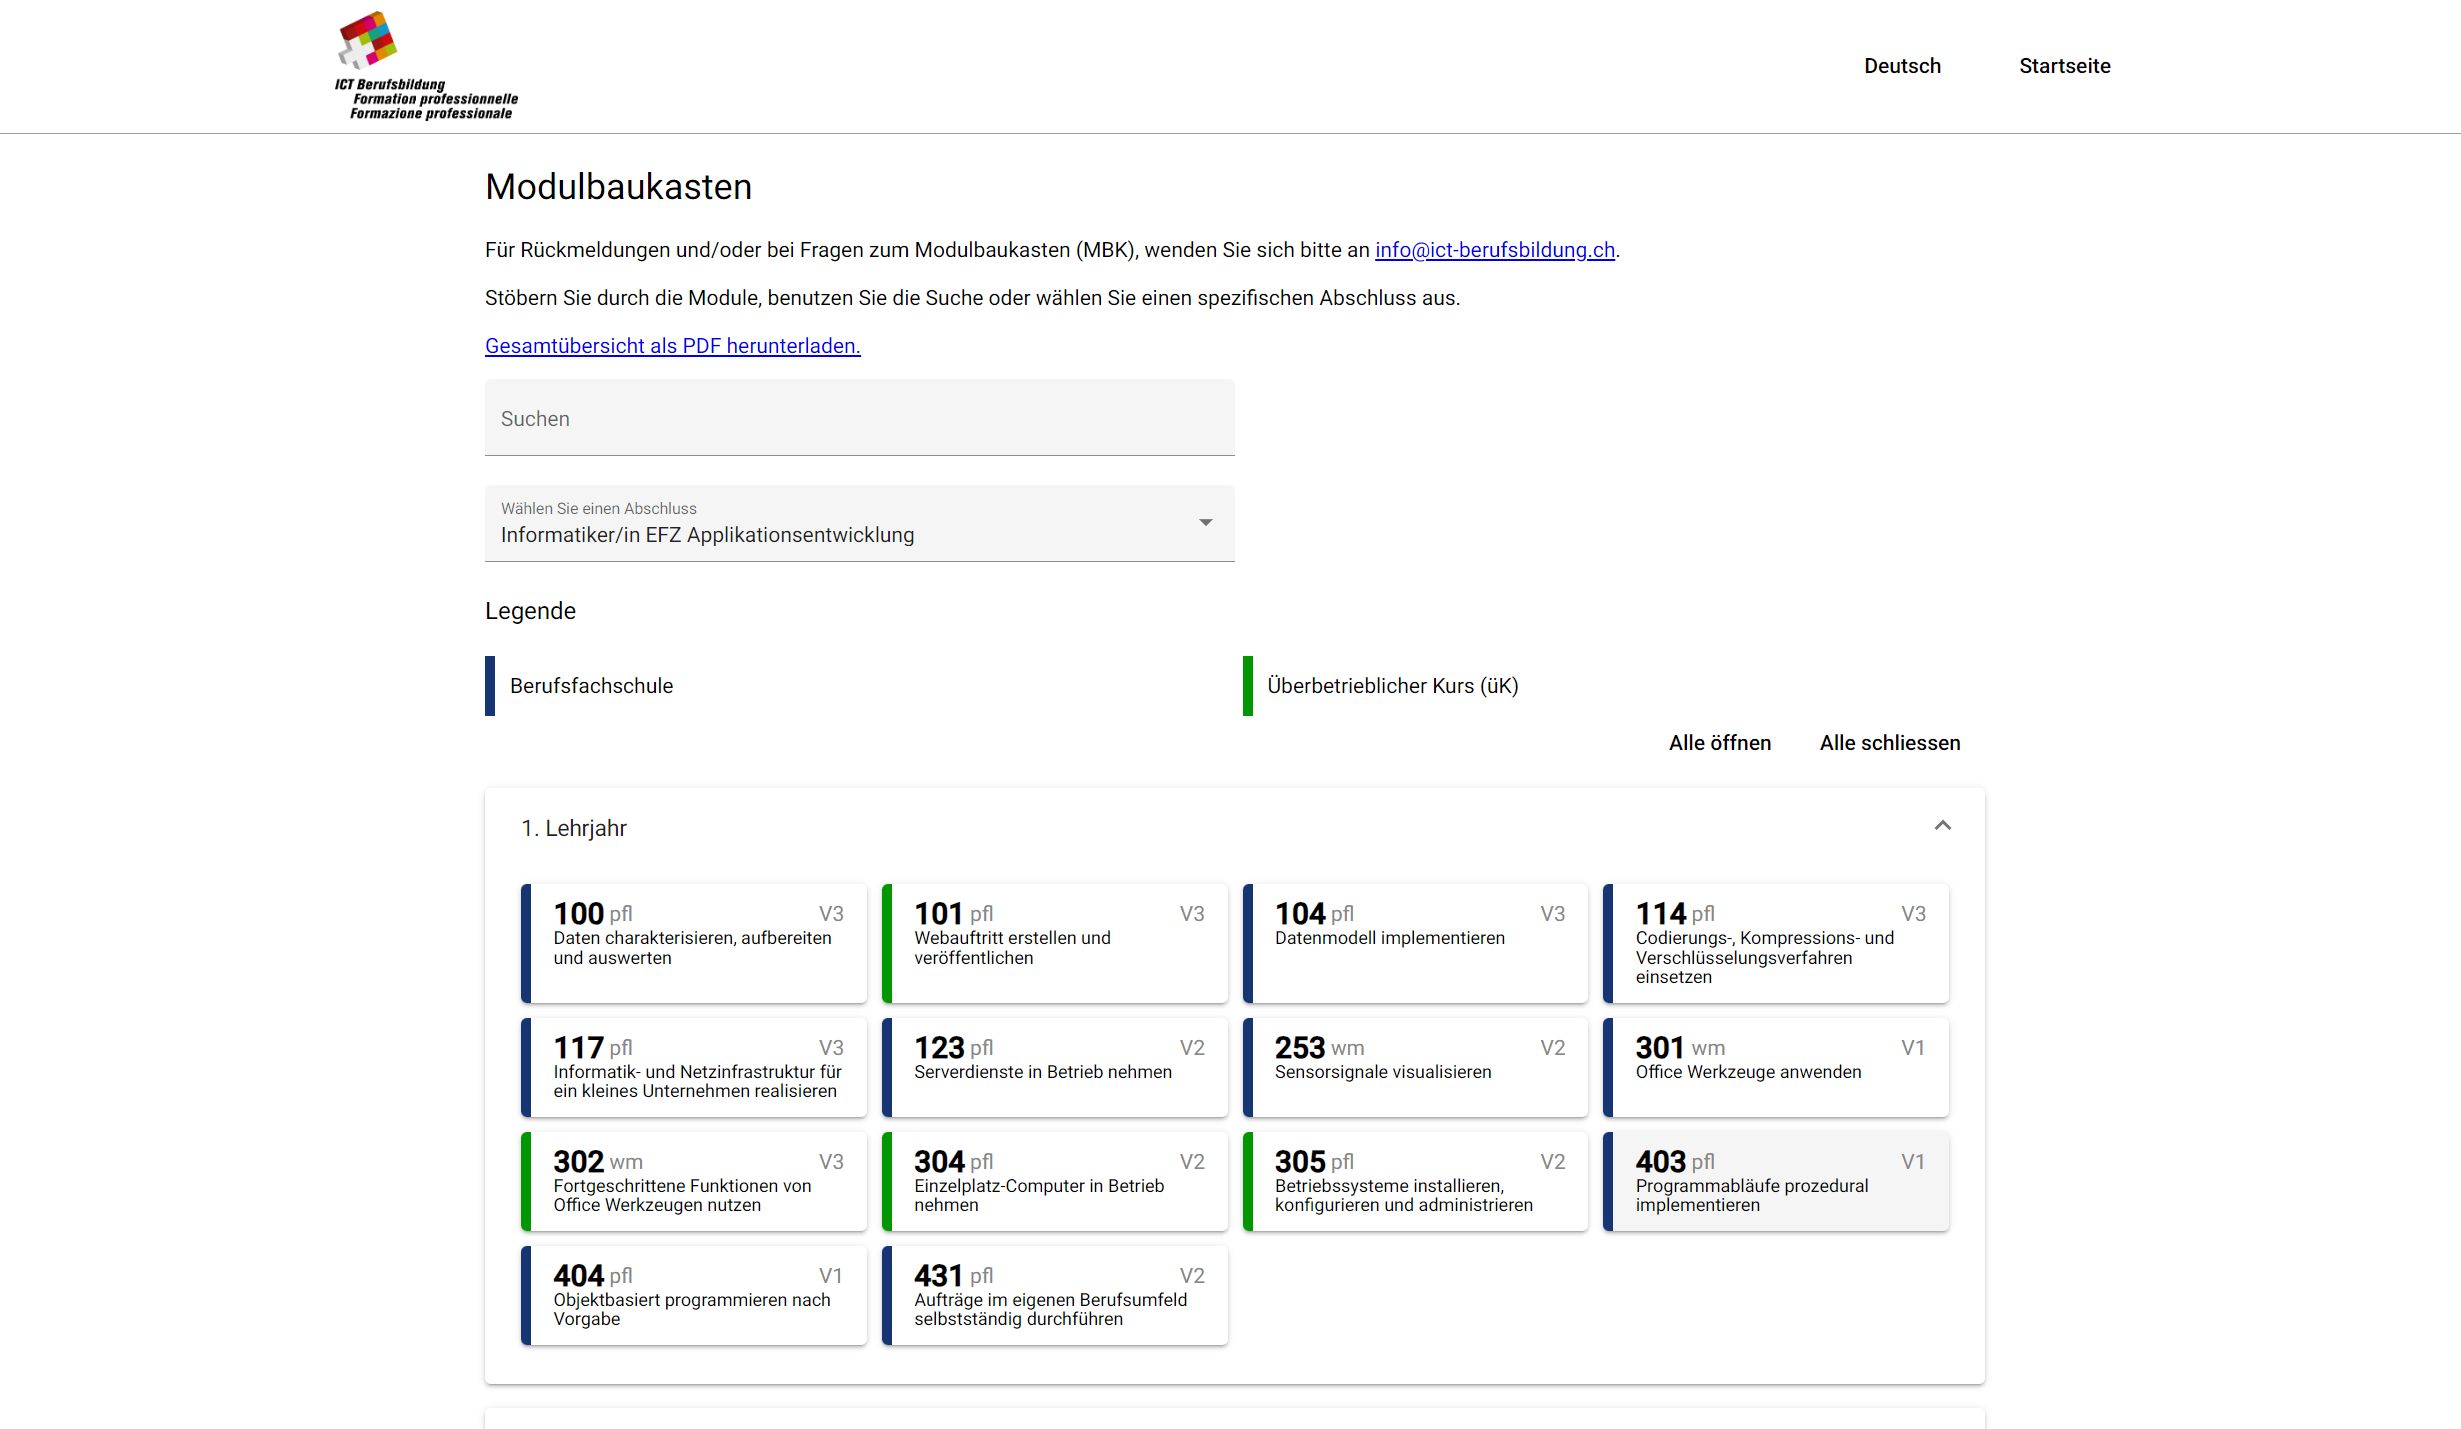 ICT Berufsbildung
Formation professionnelle
Formazione professionale
Deutsch
Startseite
Modulbaukasten
Für Rückmeldungen und/oder bei Fragen zum Modulbaukasten (MBK), wenden Sie sich bitte an info@ict-berufsbildung.ch.
Stöbern Sie durch die Module, benutzen Sie die Suche oder wählen Sie einen spezifischen Abschluss aus.
Gesamtübersicht als PDF herunterladen.
Suchen
Wählen Sie einen Abschluss
Informatiker/in EFZ Applikationsentwicklung
Legende
Berufsfachschule
Überbetrieblicher Kurs (üK)
Alle öffnen
Alle schliessen
1. Lehrjahr
100 pfl V3
Daten charakterisieren, aufbereiten
und auswerten
101 pfl V3
Webauftritt erstellen und
veröffentlichen
104 pfl V3
Datenmodell implementieren
114 pfl V3
Codierungs-, Kompressions- und
Verschlüsselungsverfahren
einsetzen
117 pfl V3
Informatik- und Netzinfrastruktur für
ein kleines Unternehmen realisieren
123 pfl V2
Serverdienste in Betrieb nehmen
253 wm V2
Sensorsignale visualisieren
301 wm V1
Office Werkzeuge anwenden
302 wm V3
Fortgeschrittene Funktionen von
Office Werkzeugen nutzen
304 pfl V2
Einzelplatz-Computer in Betrieb
nehmen
305 pfl V2
Betriebssysteme installieren,
konfigurieren und administrieren
403 pfl V1
Programmabläufe prozedural
implementieren
404 pfl V1
Objektbasiert programmieren nach
Vorgabe
431 pfl V2
Aufträge im eigenen Berufsumfeld
selbstständig durchführen